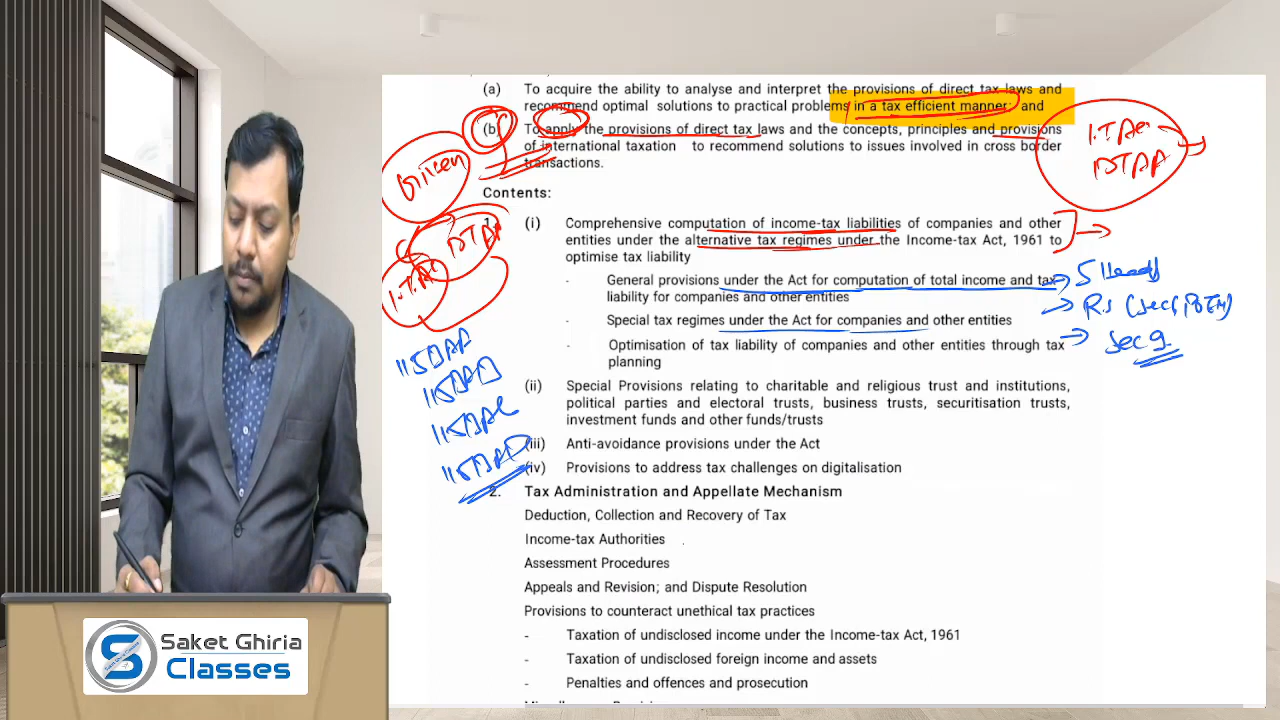 (a) To acquire the ability to analyse and interpret the provisions of direct tax laws and
recommend optimal solutions to practical problems in a tax efficient manner; and
(b) To apply the provisions of direct tax laws and the concepts, principles and provisions
of international taxation to recommend solutions to issues involved in cross border
transactions.
I.T Act
DTAA
Given
Contents:
1. (i) Comprehensive computation of income-tax liabilities of companies and other
entities under the alternative tax regimes under the Income-tax Act, 1961 to
optimise tax liability
DTAA
I.T. Act
- General provisions under the Act for computation of total income and tax
liability for companies and other entities
5 Heads
R.S (sec 6, POEM)
- Special tax regimes under the Act for companies and other entities
Sec 9.
- Optimisation of tax liability of companies and other entities through tax
planning
115BAA
115BAB
115BAC
115BAD
(ii) Special Provisions relating to charitable and religious trust and institutions,
political parties and electoral trusts, business trusts, securitisation trusts,
investment funds and other funds/trusts
(iii) Anti-avoidance provisions under the Act
(iv) Provisions to address tax challenges on digitalisation
2. Tax Administration and Appellate Mechanism
Deduction, Collection and Recovery of Tax
Income-tax Authorities
Assessment Procedures
Appeals and Revision; and Dispute Resolution
Provisions to counteract unethical tax practices
- Taxation of undisclosed income under the Income-tax Act, 1961
- Taxation of undisclosed foreign income and assets
- Penalties and offences and prosecution
Saket Ghiria
Classes